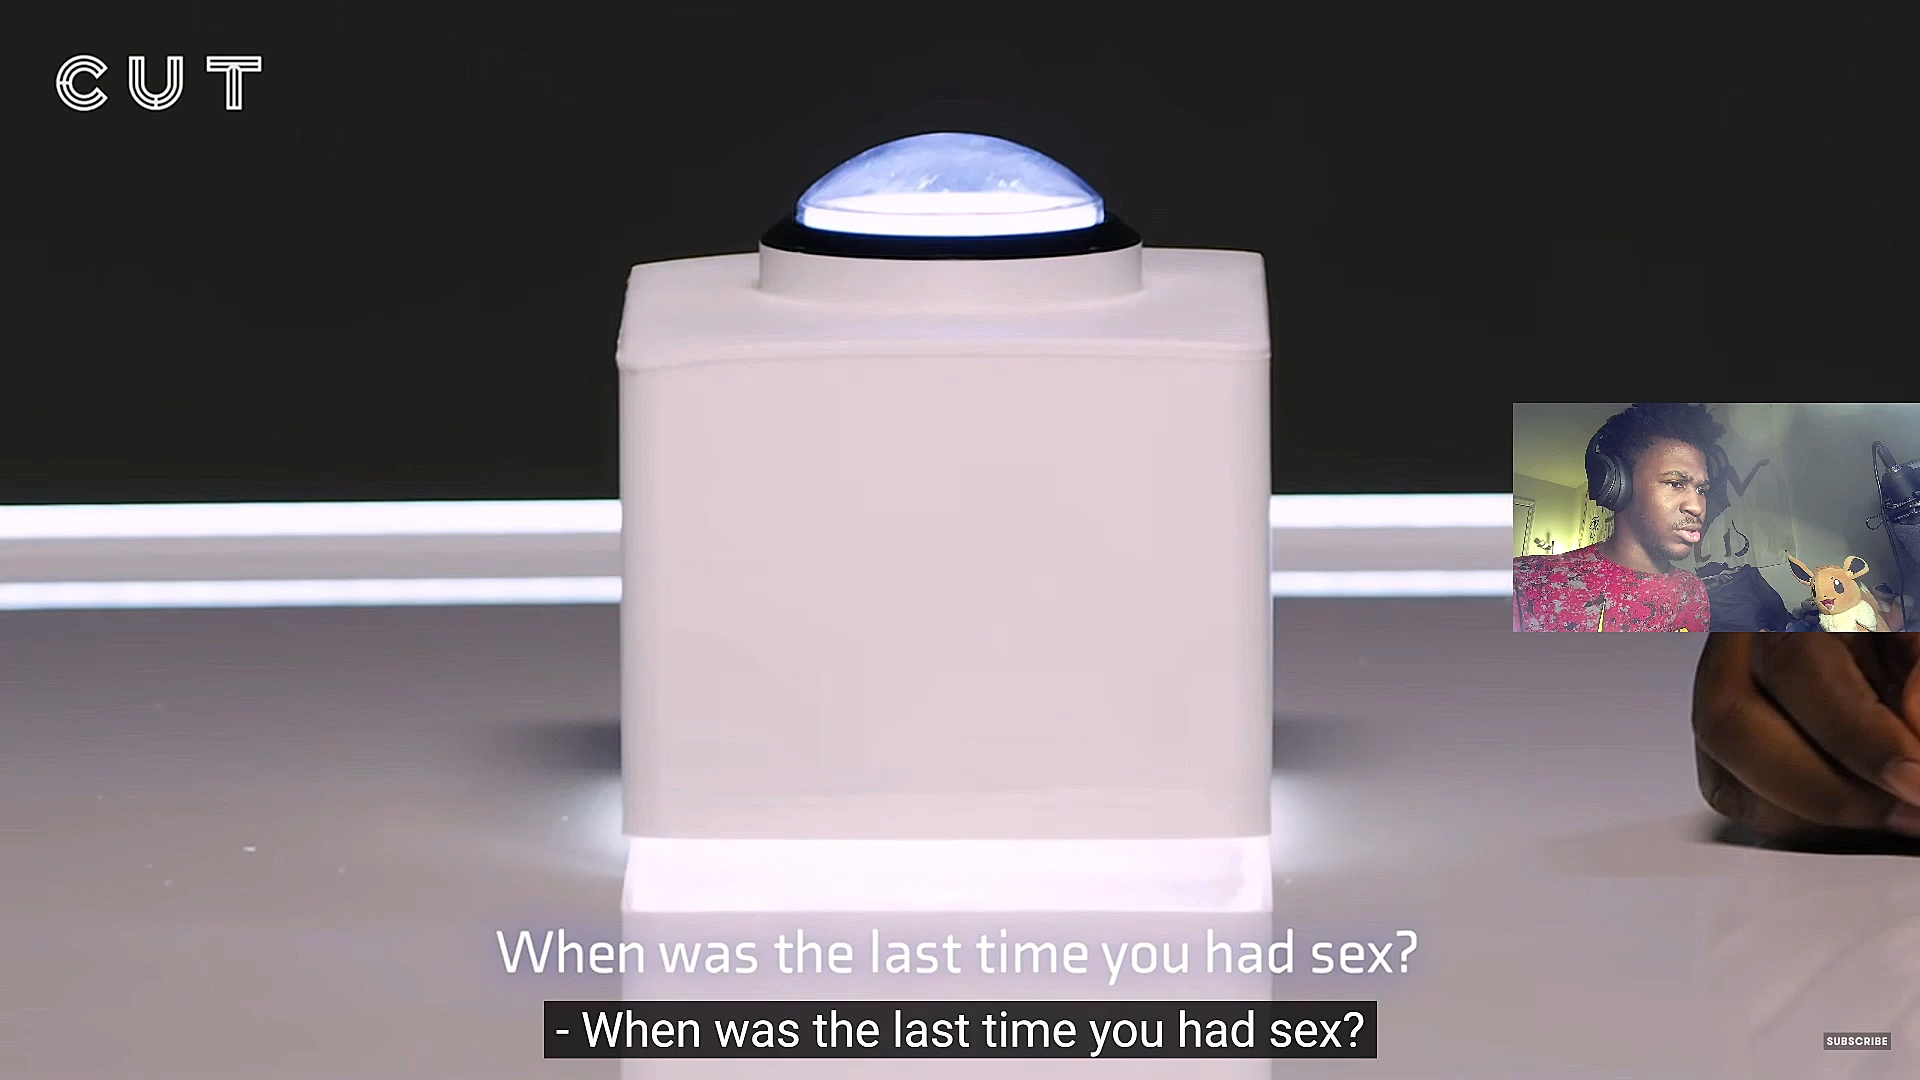 CUT
When was the last time you had sex?
- When was the last time you had sex?
SUBSCRIBE